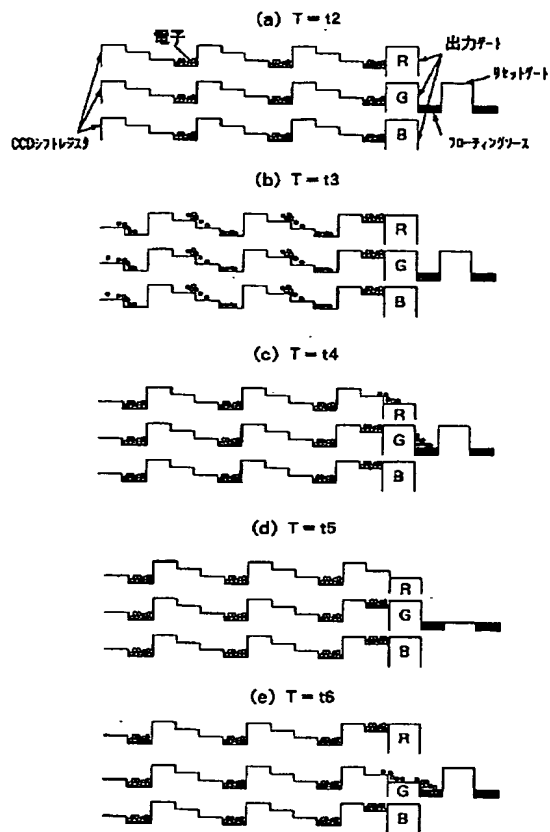 (a) T=t2
電子
出力ゲート
リセットゲート
R
G
B
CCDシフトレジスタ
フローティングソース
(b) T=t3
R
G
B
(c) T=t4
R
G
B
(d) T=t5
R
G
B
(e) T=t6
R
G
B